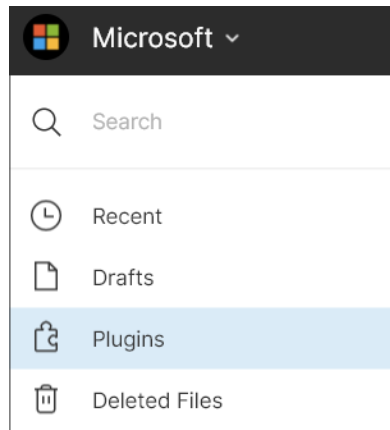 Microsoft
Search
Recent
Drafts
Plugins
Deleted Files